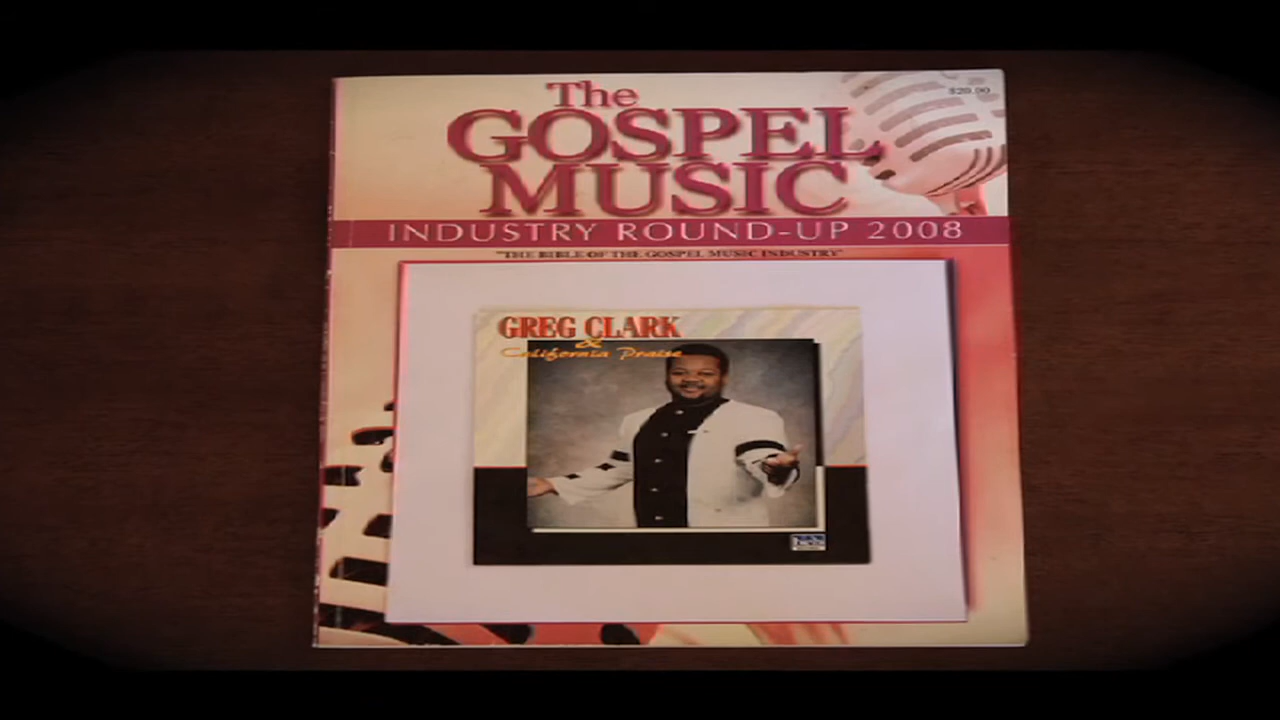 The
$20.00
GOSPEL
MUSIC
INDUSTRY ROUND-UP 2008
"THE BIBLE OF THE GOSPEL MUSIC INDUSTRY"
GREG CLARK
&
California Praise